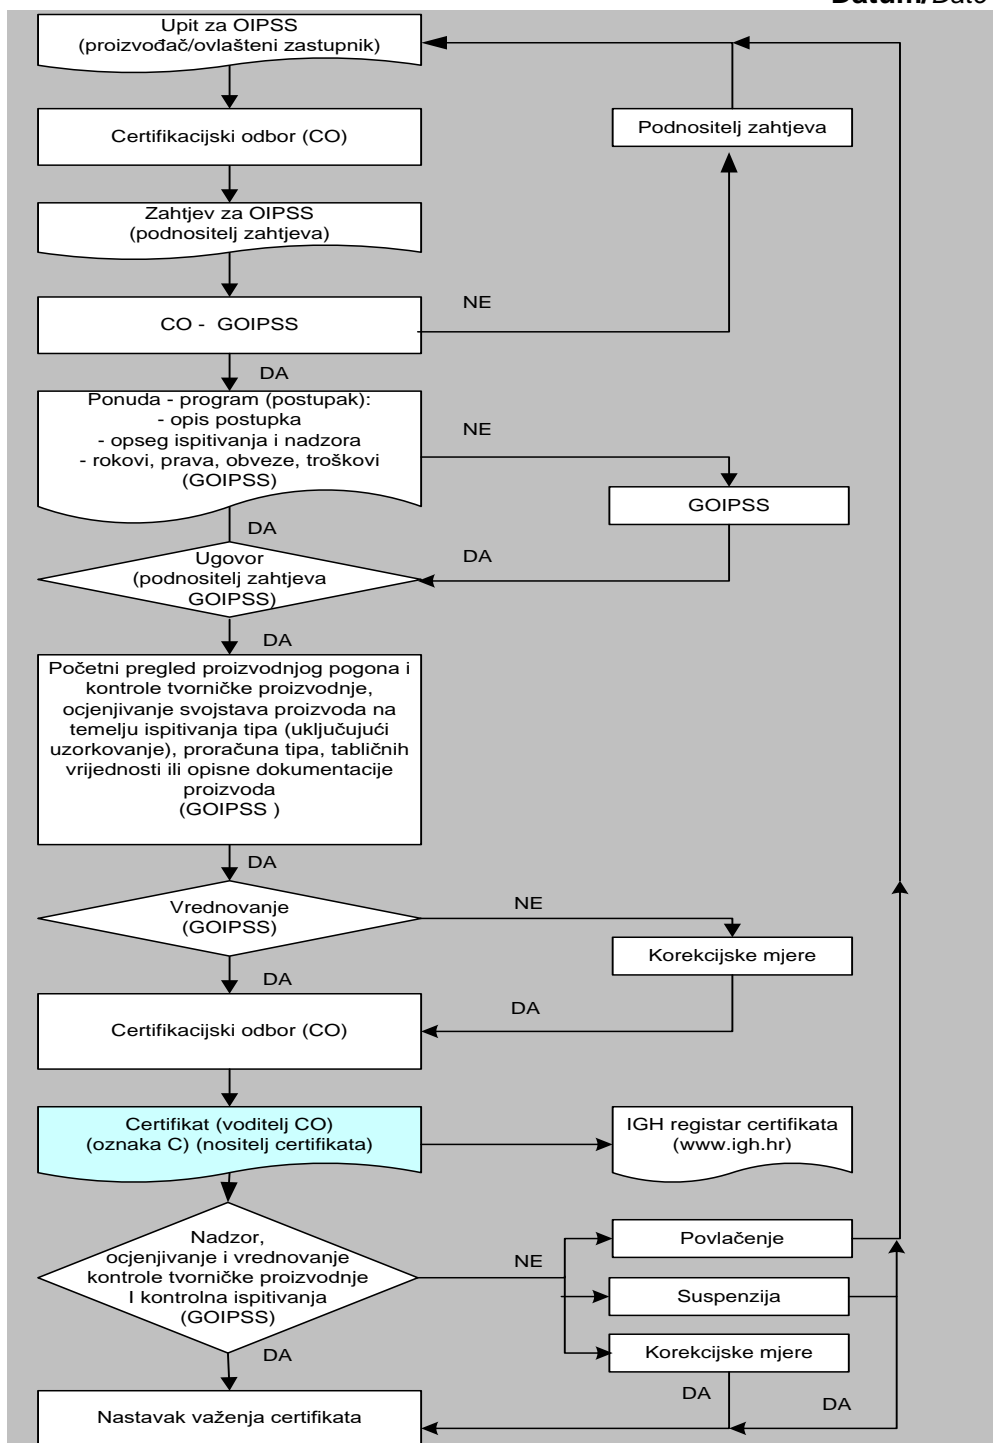 Datum/Date
Upit za OIPSS
(proizvođač/ovlašteni zastupnik)
Certifikacijski odbor (CO)
Podnositelj zahtjeva
Zahtjev za OIPSS
(podnositelj zahtjeva)
NE
CO - GOIPSS
DA
Ponuda - program (postupak):
- opis postupka
- opseg ispitivanja i nadzora
- rokovi, prava, obveze, troškovi
(GOIPSS)
NE
GOIPSS
DA
Ugovor
(podnositelj zahtjeva
GOIPSS)
DA
DA
Početni pregled proizvodnjog pogona i
kontrole tvorničke proizvodnje,
ocjenjivanje svojstava proizvoda na
temelju ispitivanja tipa (uključujući
uzorkovanje), proračuna tipa, tabličnih
vrijednosti ili opisne dokumentacije
proizvoda
(GOIPSS )
DA
Vrednovanje
(GOIPSS)
NE
Korekcijske mjere
DA
DA
Certifikacijski odbor (CO)
Certifikat (voditelj CO)
(oznaka C) (nositelj certifikata)
IGH registar certifikata
(www.igh.hr)
Nadzor,
ocjenjivanje i vrednovanje
kontrole tvorničke proizvodnje
I kontrolna ispitivanja
(GOIPSS)
NE
Povlačenje
Suspenzija
Korekcijske mjere
DA
DA
DA
Nastavak važenja certifikata